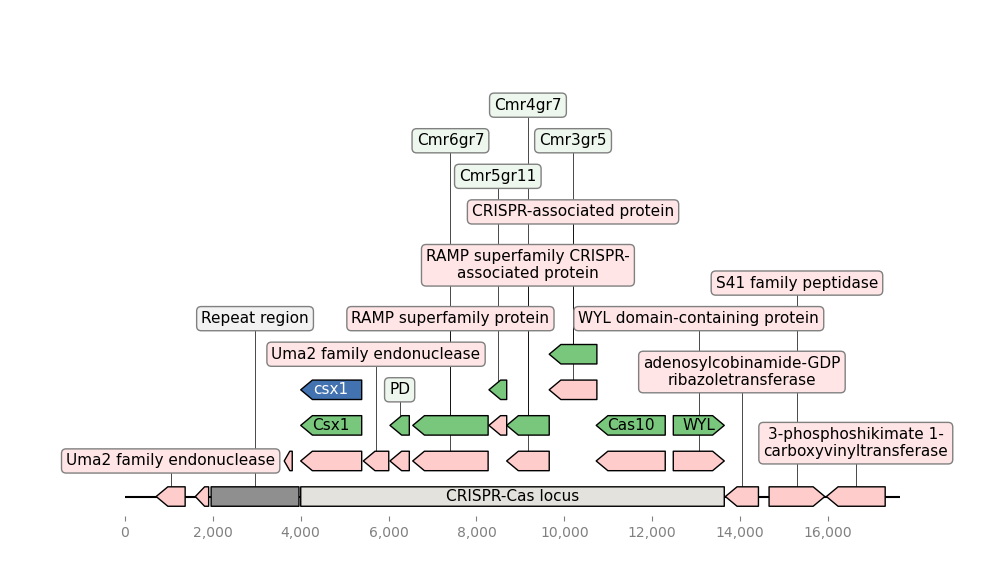 Cmr4gr7
Cmr6gr7
Cmr3gr5
Cmr5gr11
CRISPR-associated protein
RAMP superfamily CRISPR-
associated protein
S41 family peptidase
Repeat region
RAMP superfamily protein
WYL domain-containing protein
Uma2 family endonuclease
adenosylcobinamide-GDP
ribazoletransferase
csx1
PD
Csx1
Cas10
WYL
3-phosphoshikimate 1-
carboxyvinyltransferase
Uma2 family endonuclease
CRISPR-Cas locus
0
2,000
4,000
6,000
8,000
10,000
12,000
14,000
16,000